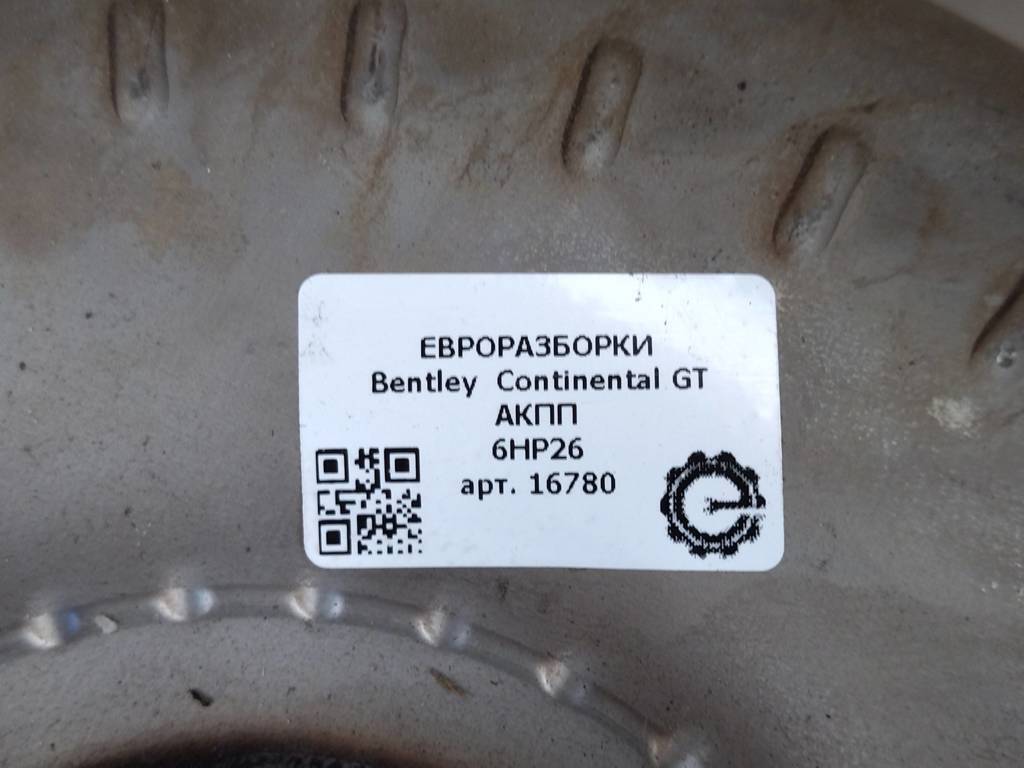 ЕВРОРАЗБОРКИ
Bentley Continental GT
АКПП
6HP26
арт. 16780